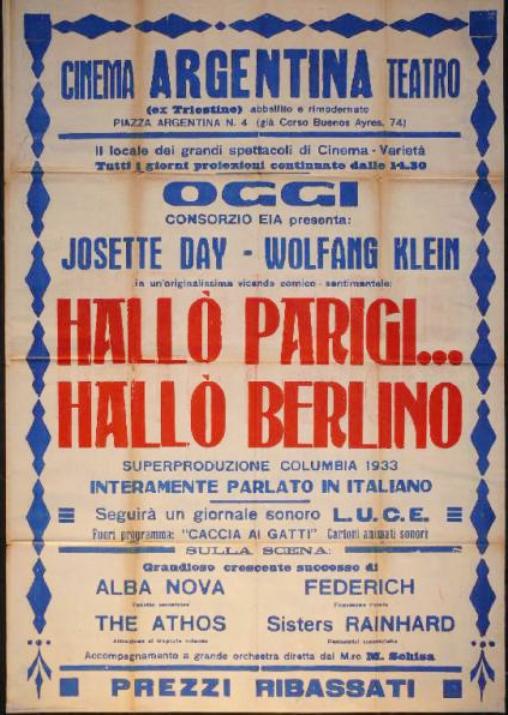 CINEMA ARGENTINA TEATRO
(ex Triestino) abbellito e rimodernato
PIAZZA ARGENTINA N. 4 (già Corso Buenos Ayres, 74)
Il locale dei grandi spettacoli di Cinema - Varietà
Tutti i giorni proiezioni continuate dalle 14.30
OGGI
CONSORZIO EIA presenta:
JOSETTE DAY - WOLFANG KLEIN
in un'originalissima vicenda comico - sentimentale:
HALLÒ PARIGI...
HALLÒ BERLINO
SUPERPRODUZIONE COLUMBIA 1933
INTERAMENTE PARLATO IN ITALIANO
Seguirà un giornale sonoro L.U.C.E.
Fuori programma: "CACCIA AI GATTI" Cartoni animati sonori
SULLA SCENA:
Grandioso crescente successo di
ALBA NOVA FEDERICH
THE ATHOS Sisters RAINHARD
Accompagnamento a grande orchestra diretta dal M.ro M. Schisa
PREZZI RIBASSATI